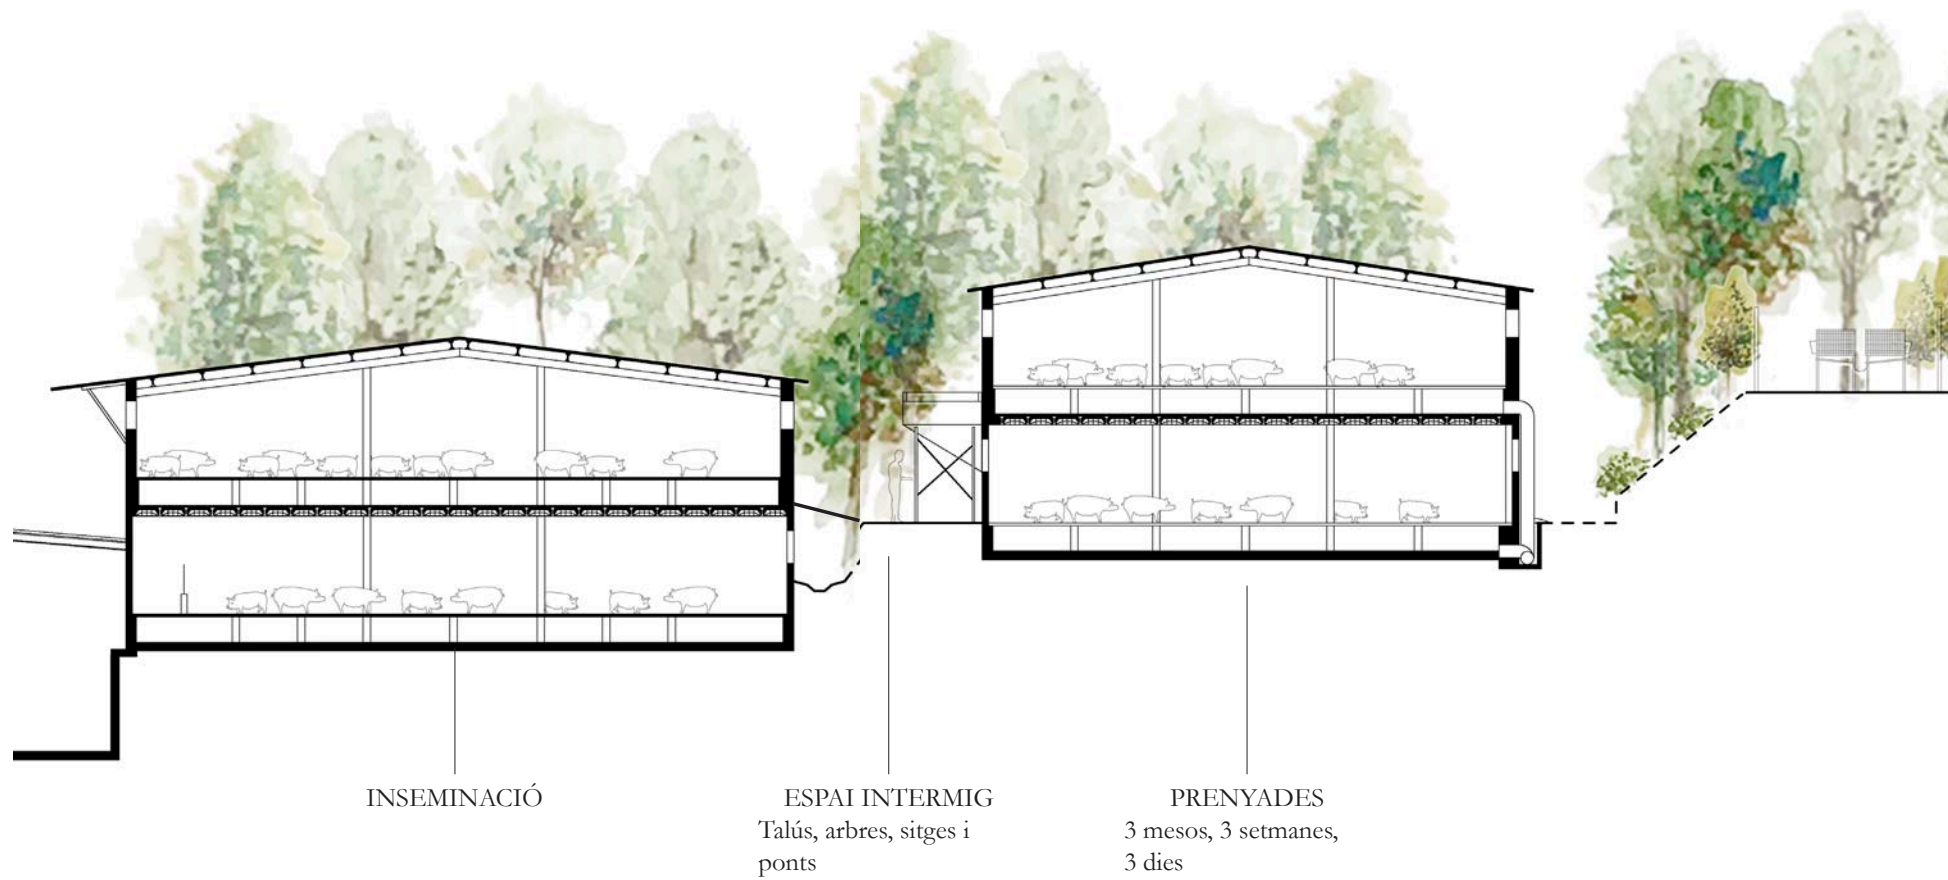 INSEMINACIÓ
ESPAI INTERMIG
Talús, arbres, sitges i
ponts
PRENYADES
3 mesos, 3 setmanes,
3 dies